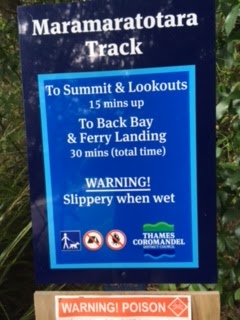 Maramaratotara
Track
To Summit & Lookouts
15 mins up
To Back Bay
& Ferry Landing
30 mins (total time)
WARNING!
Slippery when wet
THAMES
COROMANDEL
DISTRICT COUNCIL
WARNING! POISON